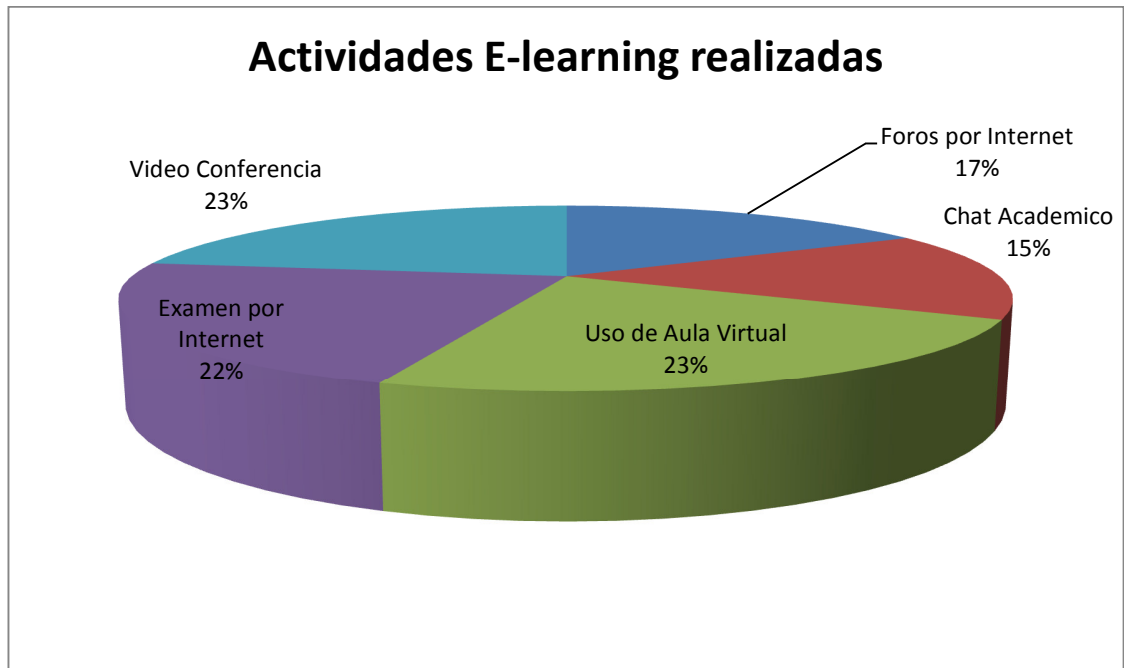 Actividades E-learning realizadas
Foros por Internet
17%
Video Conferencia
23%
Chat Academico
15%
Examen por
Internet
22%
Uso de Aula Virtual
23%